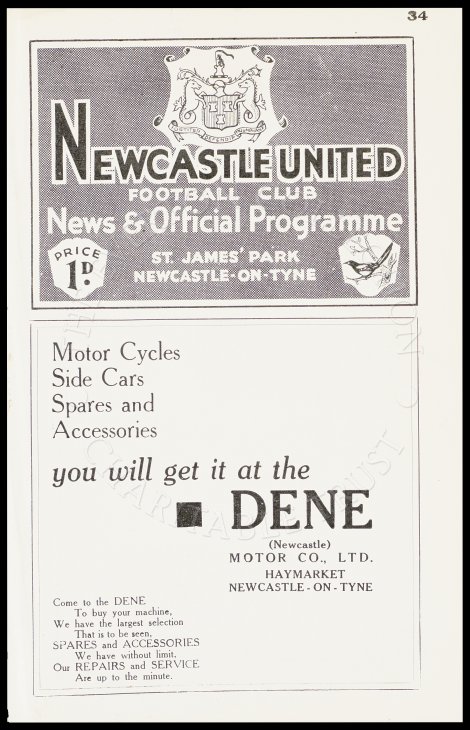 34
NEWCASTLE UNITED
FOOTBALL CLUB
News & Official Programme
PRICE
1D.
ST. JAMES' PARK
NEWCASTLE-ON-TYNE
Motor Cycles
Side Cars
Spares and
Accessories
you will get it at the
DENE
(Newcastle)
MOTOR CO., LTD.
HAYMARKET
NEWCASTLE - ON - TYNE
Come to the DENE
To buy your machine,
We have the largest selection
That is to be seen,
SPARES and ACCESSORIES
We have without limit,
Our REPAIRS and SERVICE
Are up to the minute.
CHARITABLE TRUST